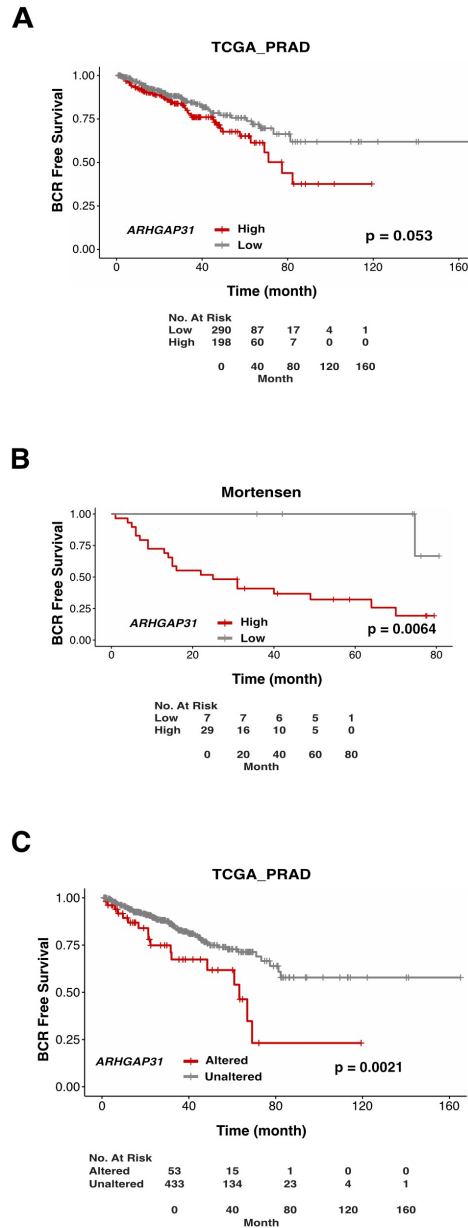 A
TCGA_PRAD
BCR Free Survival
1.00
0.75
0.50
0.25
0.00
ARHGAP31
High
Low
p = 0.053
0 40 80 120 160
Time (month)
No. At Risk
Low 290 87 17 4 1
High 198 60 7 0 0
0 40 80 120 160
Month
B
Mortensen
BCR Free Survival
1.00
0.75
0.50
0.25
0.00
ARHGAP31
High
Low
p = 0.0064
0 20 40 60 80
Time (month)
No. At Risk
Low 7 7 6 5 1
High 29 16 10 5 0
0 20 40 60 80
Month
C
TCGA_PRAD
BCR Free Survival
1.00
0.75
0.50
0.25
0.00
ARHGAP31
Altered
Unaltered
p = 0.0021
0 40 80 120 160
Time (month)
No. At Risk
Altered 53 15 1 0 0
Unaltered 433 134 23 4 1
0 40 80 120 160
Month